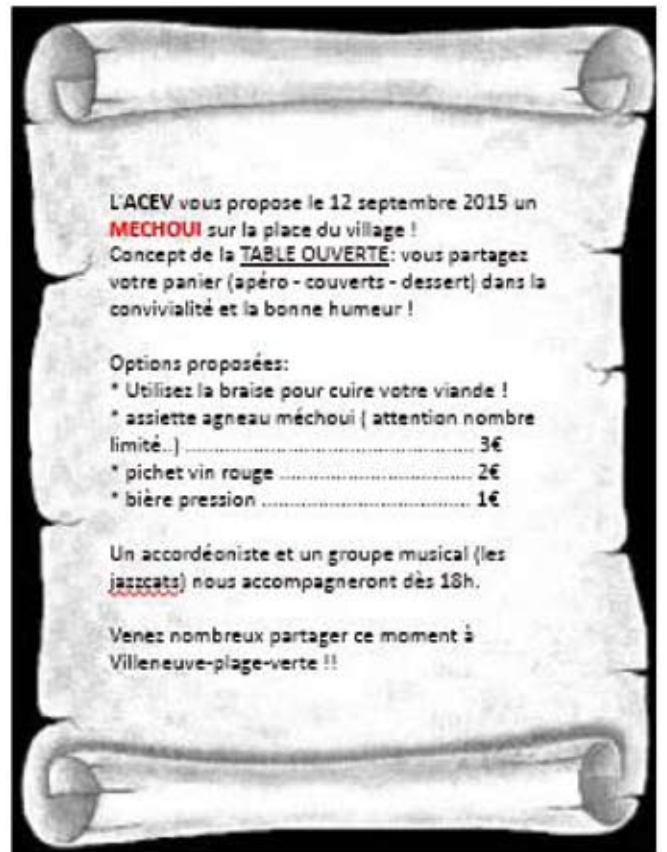 L'ACEV vous propose le 12 septembre 2015 un
MECHOUI sur la place du village !
Concept de la TABLE OUVERTE: vous partagez
votre panier (apéro - couverts - dessert) dans la
convivialité et la bonne humeur !
Options proposées:
* Utilisez la braise pour cuire votre viande !
* assiette agneau méchoui ( attention nombre
limité..) ................................................ 3€
* pichet vin rouge ................................ 2€
* bière pression ................................... 1€
Un accordéoniste et un groupe musical (les
jazzcats) nous accompagneront dès 18h.
Venez nombreux partager ce moment à
Villeneuve-plage-verte !!